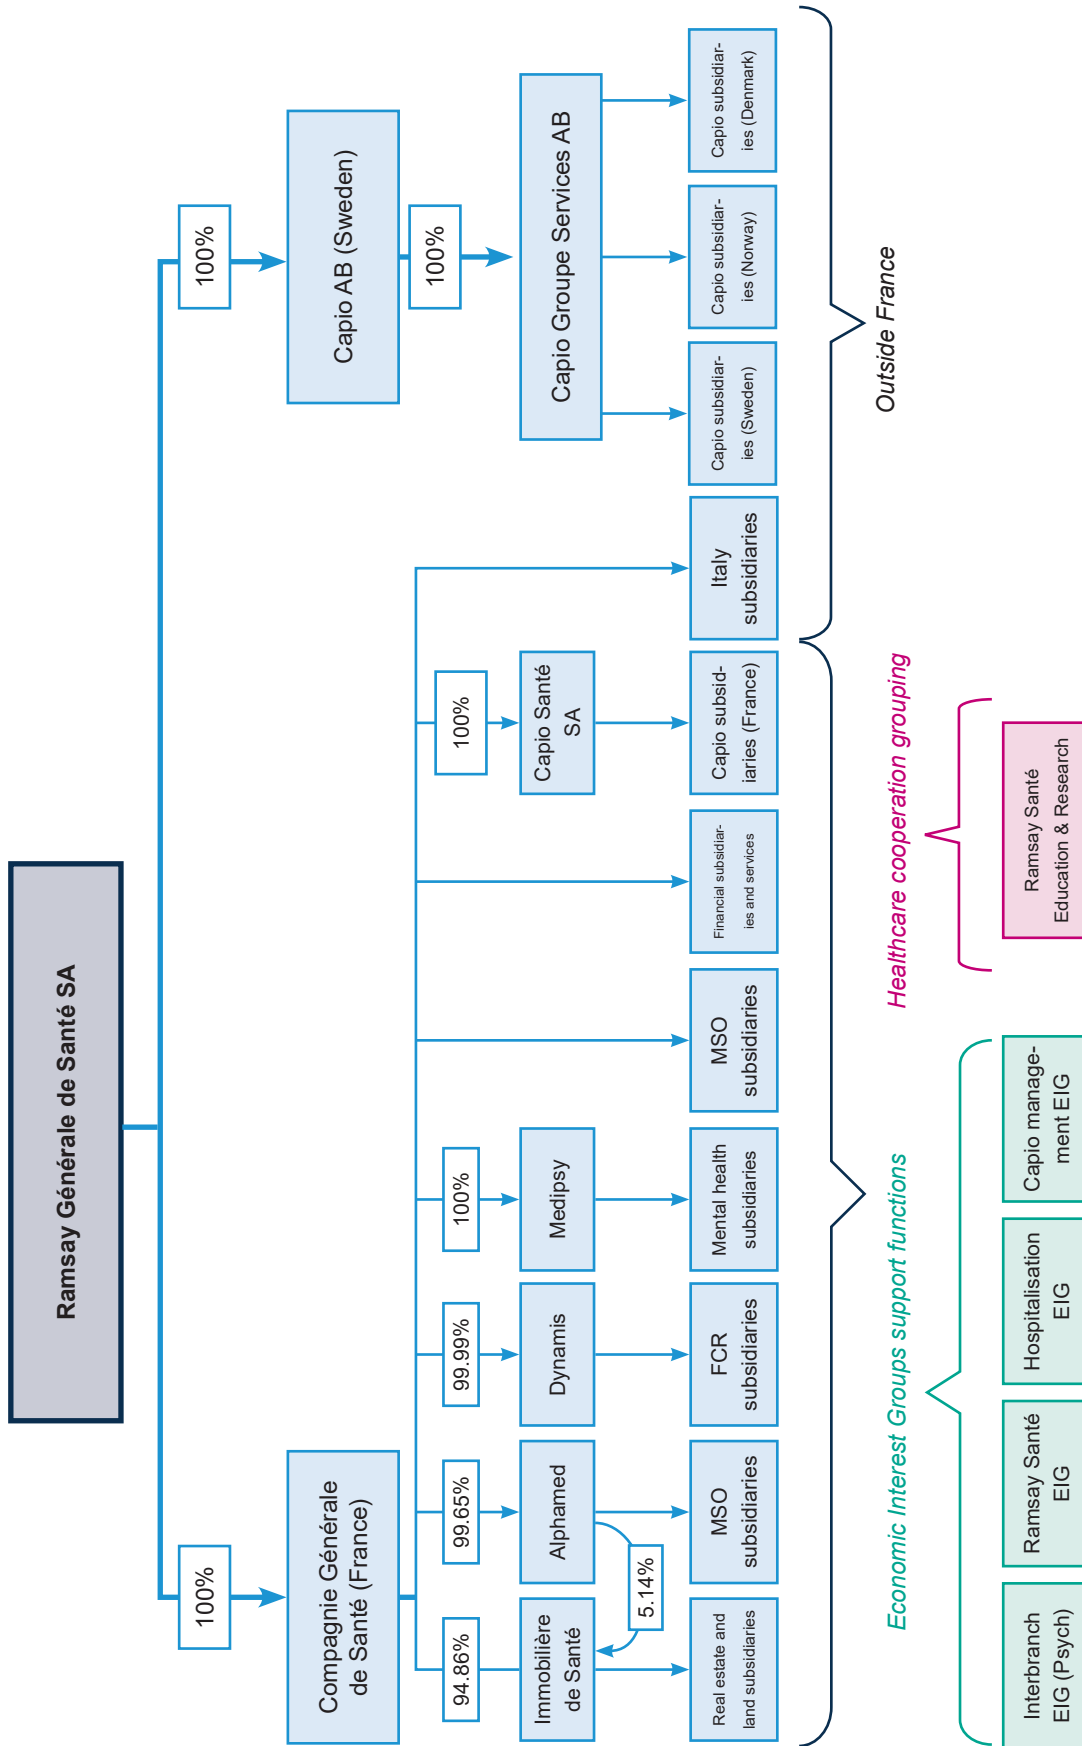 Ramsay Générale de Santé SA
100%
100%
Compagnie Générale
de Santé (France)
Capio AB (Sweden)
100%
94.86%
99.65%
99.99%
100%
100%
Immobilière
de Santé
Alphamed
Dynamis
Medipsy
Capio Santé
SA
Capio Groupe Services AB
5.14%
Real estate and
land subsidiaries
MSO
subsidiaries
FCR
subsidiaries
Mental health
subsidiaries
MSO
subsidiaries
Financial subsidiar-
ies and services
Capio subsid-
iaries (France)
Italy
subsidiaries
Capio subsidiar-
ies (Sweden)
Capio subsidiar-
ies (Norway)
Capio subsidiar-
ies (Denmark)
Outside France
Economic Interest Groups support functions
Healthcare cooperation grouping
Interbranch
EIG (Psych)
Ramsay Santé
EIG
Hospitalisation
EIG
Capio manage-
ment EIG
Ramsay Santé
Education & Research